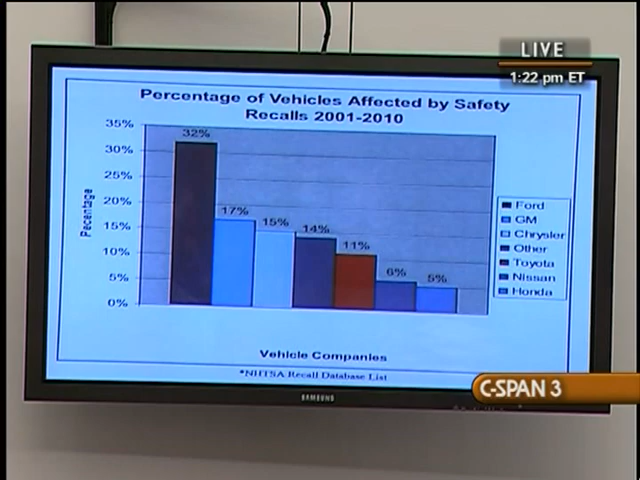 LIVE
1:22 pm ET
Percentage of Vehicles Affected by Safety
Recalls 2001-2010
35%
30%
25%
20%
15%
10%
5%
0%
Pecentage
32%
17%
15%
14%
11%
6%
5%
Ford
GM
Chrysler
Other
Toyota
Nissan
Honda
Vehicle Companies
*NHTSA Recall Database List
SAMSUNG
C-SPAN 3